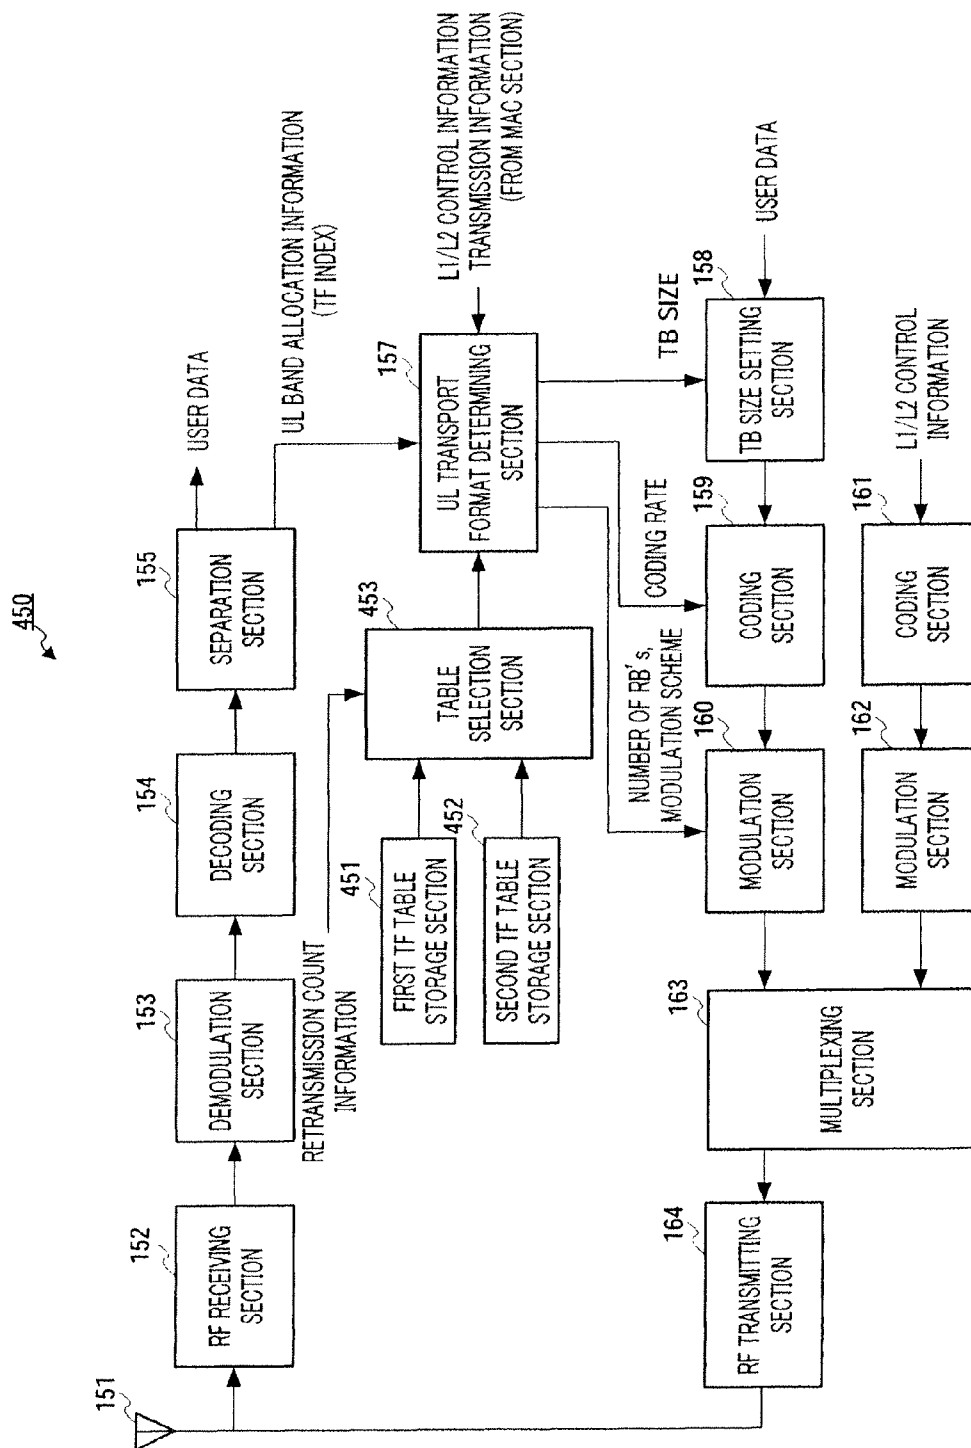 450
151
152
RF RECEIVING
SECTION
153
DEMODULATION
SECTION
154
DECODING
SECTION
155
SEPARATION
SECTION
USER DATA
UL BAND ALLOCATION INFORMATION
(TF INDEX)
RETRANSMISSION COUNT
INFORMATION
451
FIRST TF TABLE
STORAGE SECTION
452
SECOND TF TABLE
STORAGE SECTION
453
TABLE
SELECTION
SECTION
157
UL TRANSPORT
FORMAT DETERMINING
SECTION
L1/L2 CONTROL INFORMATION
TRANSMISSION INFORMATION
(FROM MAC SECTION)
NUMBER OF RB's,
MODULATION SCHEME
CODING RATE
TB SIZE
164
RF TRANSMITTING
SECTION
163
MULTIPLEXING
SECTION
160
MODULATION
SECTION
159
CODING
SECTION
158
TB SIZE SETTING
SECTION
USER DATA
162
MODULATION
SECTION
161
CODING
SECTION
L1/L2 CONTROL
INFORMATION